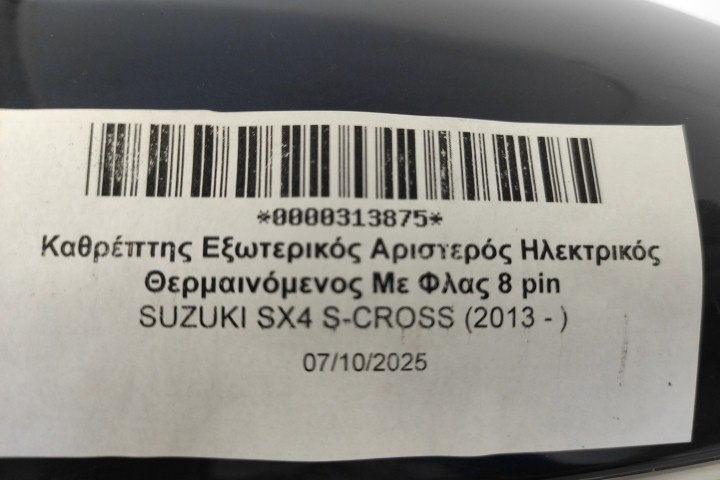 *0000313875*
Καθρέπτης Εξωτερικός Αριστερός Ηλεκτρικός
Θερμαινόμενος Με Φλας 8 pin
SUZUKI SX4 S-CROSS (2013 - )
07/10/2025